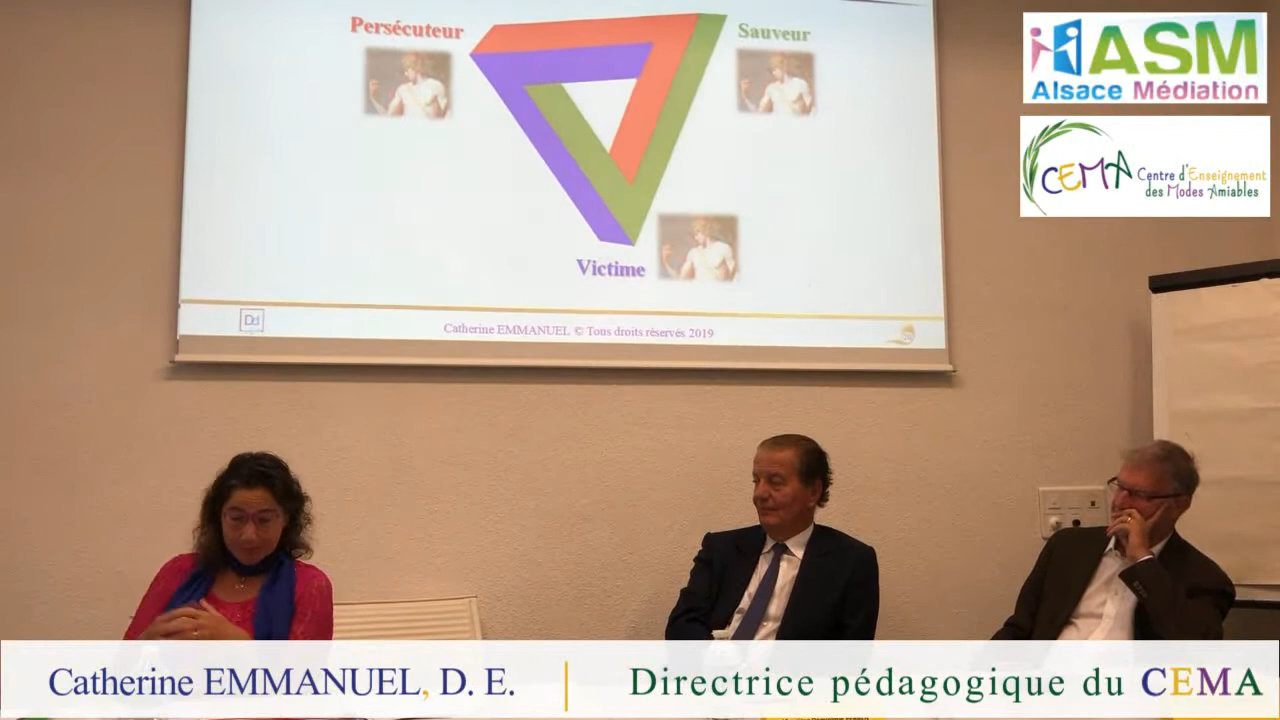 Persécuteur
Sauveur
Victime
Dd
Catherine EMMANUEL © Tous droits réservés 2019
ASM
Alsace Médiation
CEMA Centre d'Enseignement
des Modes Amiables
Catherine EMMANUEL, D. E.
Directrice pédagogique du CEMA